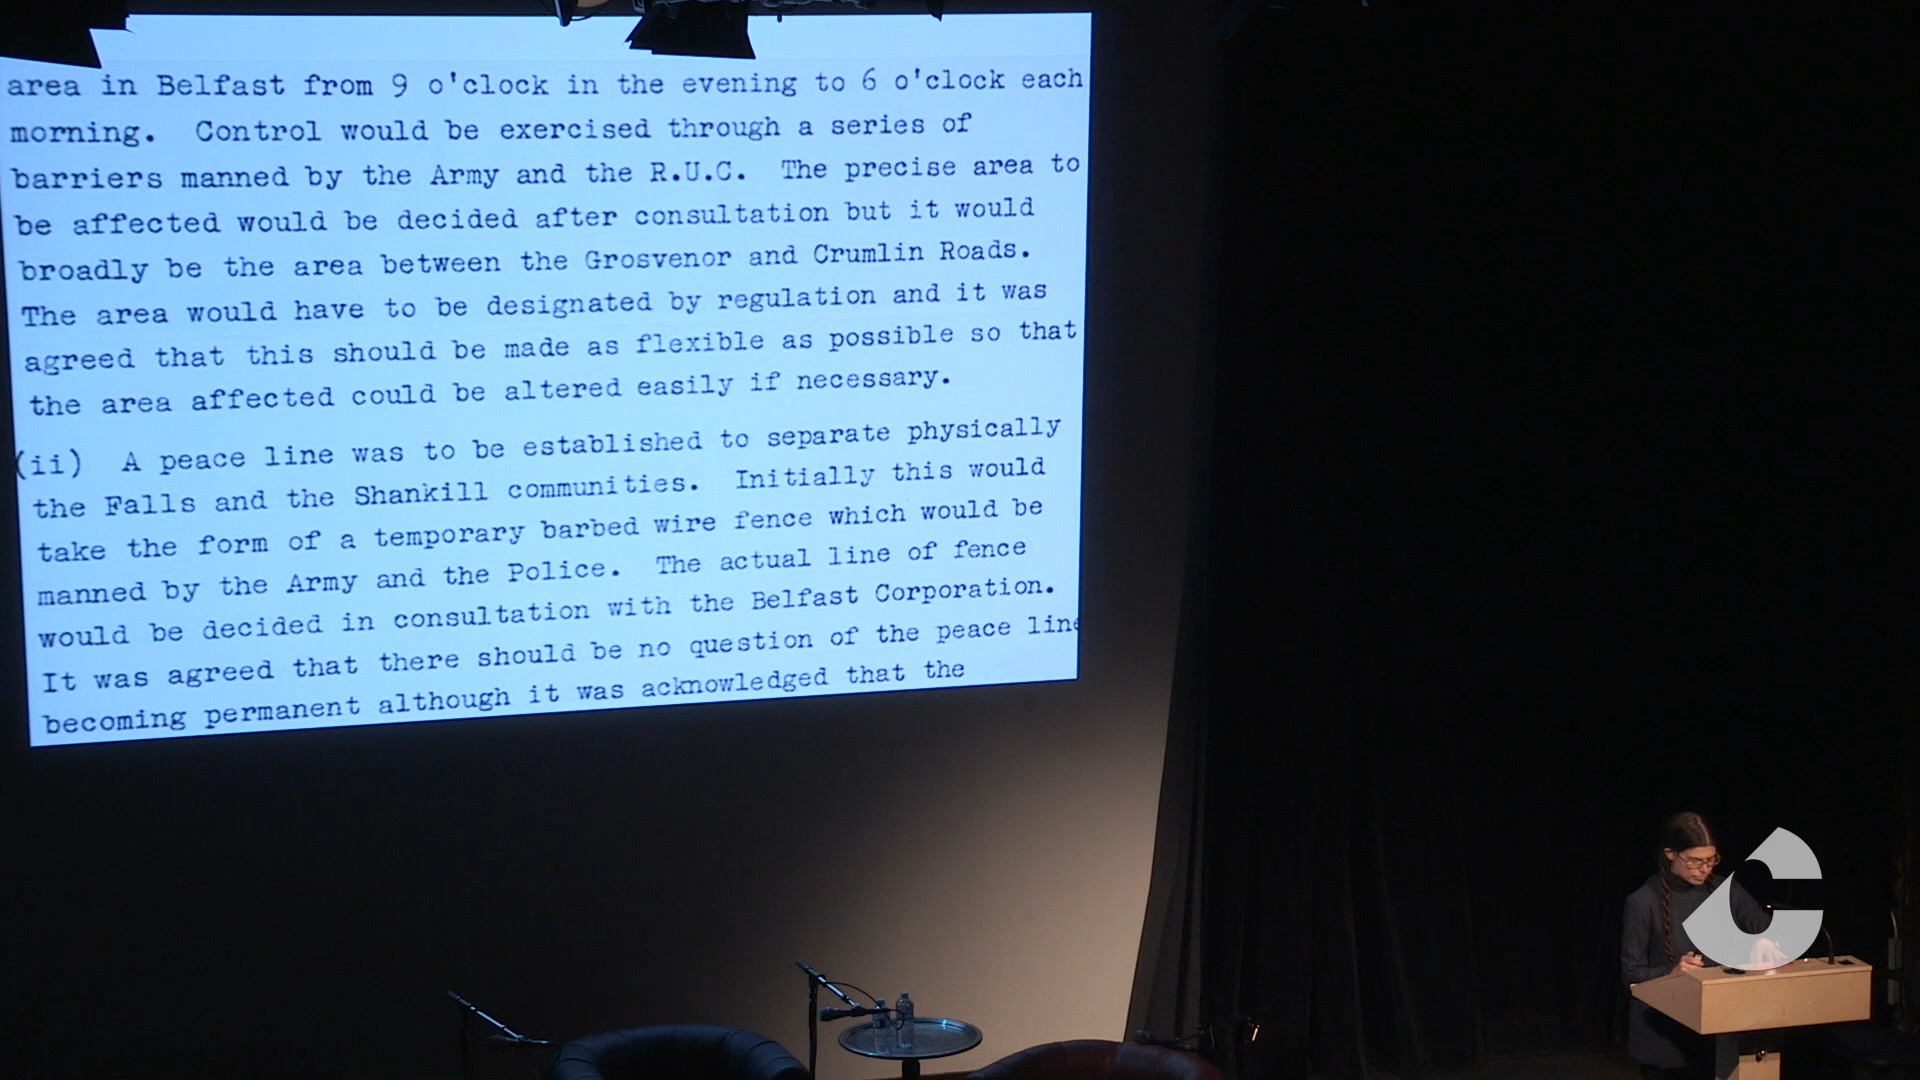 area in Belfast from 9 o'clock in the evening to 6 o'clock each
morning. Control would be exercised through a series of
barriers manned by the Army and the R.U.C. The precise area to
be affected would be decided after consultation but it would
broadly be the area between the Grosvenor and Crumlin Roads.
The area would have to be designated by regulation and it was
agreed that this should be made as flexible as possible so that
the area affected could be altered easily if necessary.
(ii) A peace line was to be established to separate physically
the Falls and the Shankill communities. Initially this would
take the form of a temporary barbed wire fence which would be
manned by the Army and the Police. The actual line of fence
would be decided in consultation with the Belfast Corporation.
It was agreed that there should be no question of the peace line
becoming permanent although it was acknowledged that the